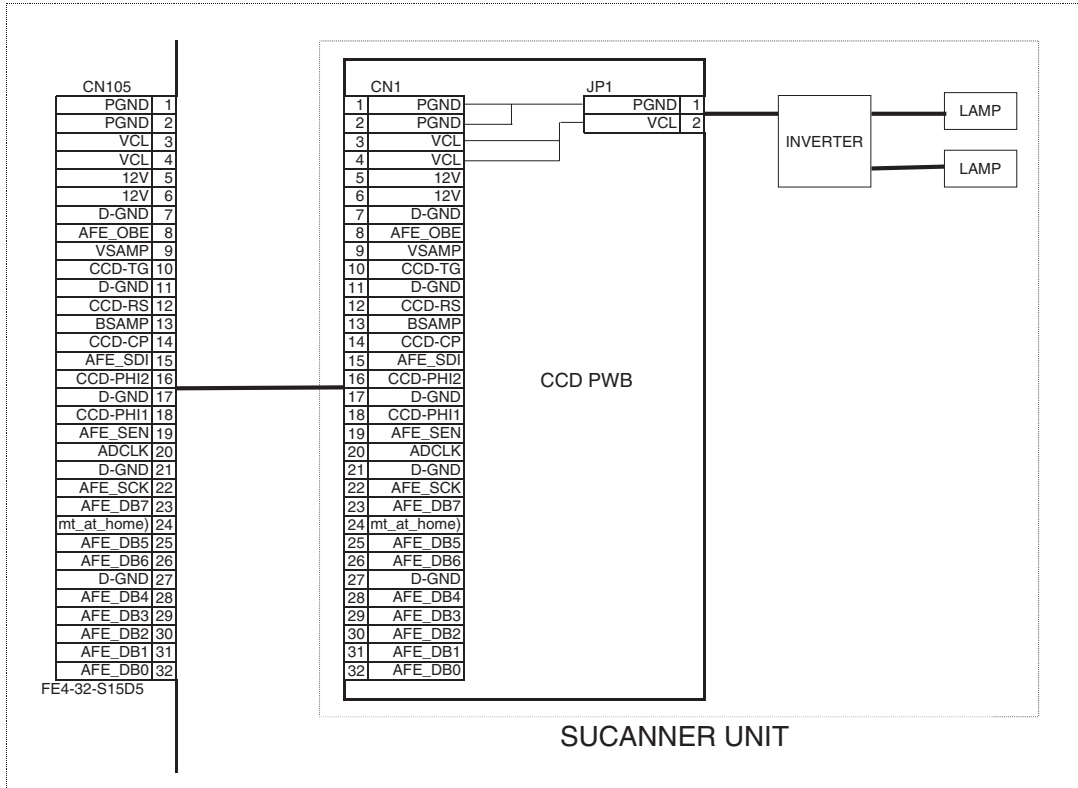 CN105
PGND 1
PGND 2
VCL 3
VCL 4
12V 5
12V 6
D-GND 7
AFE_OBE 8
VSAMP 9
CCD-TG 10
D-GND 11
CCD-RS 12
BSAMP 13
CCD-CP 14
AFE_SDI 15
CCD-PHI2 16
D-GND 17
CCD-PHI1 18
AFE_SEN 19
ADCLK 20
D-GND 21
AFE_SCK 22
AFE_DB7 23
mt_at_home) 24
AFE_DB5 25
AFE_DB6 26
D-GND 27
AFE_DB4 28
AFE_DB3 29
AFE_DB2 30
AFE_DB1 31
AFE_DB0 32
FE4-32-S15D5
CN1
1 PGND
2 PGND
3 VCL
4 VCL
5 12V
6 12V
7 D-GND
8 AFE_OBE
9 VSAMP
10 CCD-TG
11 D-GND
12 CCD-RS
13 BSAMP
14 CCD-CP
15 AFE_SDI
16 CCD-PHI2
17 D-GND
18 CCD-PHI1
19 AFE_SEN
20 ADCLK
21 D-GND
22 AFE_SCK
23 AFE_DB7
24 mt_at_home)
25 AFE_DB5
26 AFE_DB6
27 D-GND
28 AFE_DB4
29 AFE_DB3
30 AFE_DB2
31 AFE_DB1
32 AFE_DB0
JP1
PGND 1
VCL 2
CCD PWB
INVERTER
LAMP
LAMP
SUCANNER UNIT